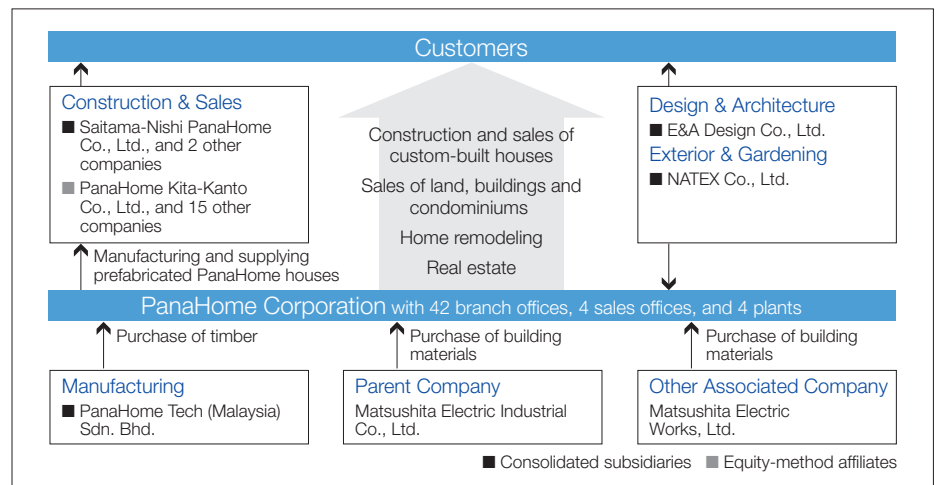 Customers
Construction & Sales
■ Saitama-Nishi PanaHome
Co., Ltd., and 2 other
companies
■ PanaHome Kita-Kanto
Co., Ltd., and 15 other
companies
Construction and sales of
custom-built houses
Sales of land, buildings and
condominiums
Home remodeling
Real estate
Design & Architecture
■ E&A Design Co., Ltd.
Exterior & Gardening
■ NATEX Co., Ltd.
Manufacturing and supplying
prefabricated PanaHome houses
PanaHome Corporation with 42 branch offices, 4 sales offices, and 4 plants
Purchase of timber
Purchase of building
materials
Purchase of building
materials
Manufacturing
■ PanaHome Tech (Malaysia)
Sdn. Bhd.
Parent Company
Matsushita Electric Industrial
Co., Ltd.
Other Associated Company
Matsushita Electric
Works, Ltd.
■ Consolidated subsidiaries ■ Equity-method affiliates